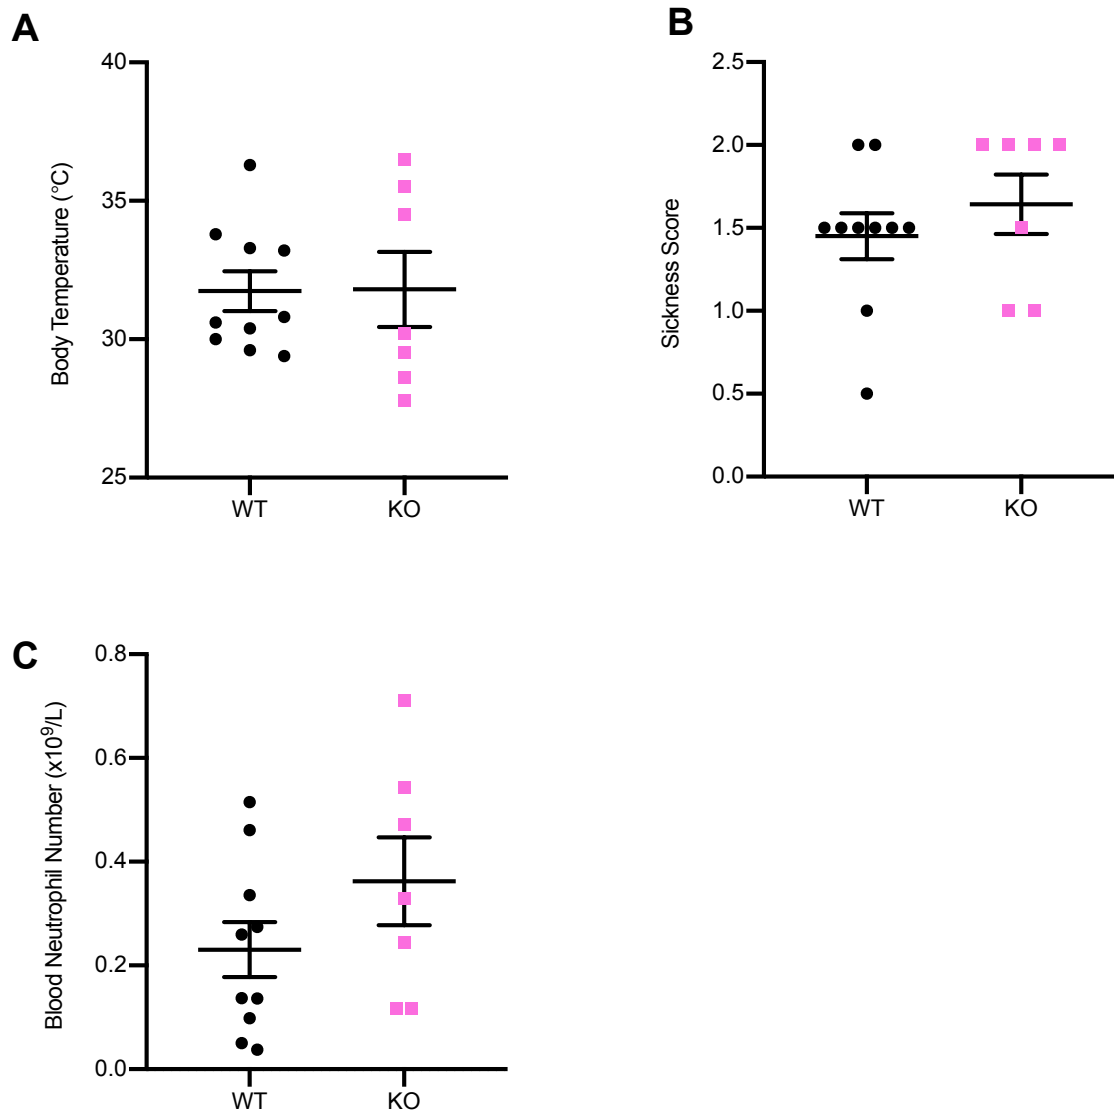 A
Body Temperature (°C)
40
35
30
25
WT KO
B
Sickness Score
2.5
2.0
1.5
1.0
0.5
0.0
WT KO
C
Blood Neutrophil Number (x10⁹/L)
0.8
0.6
0.4
0.2
0.0
WT KO